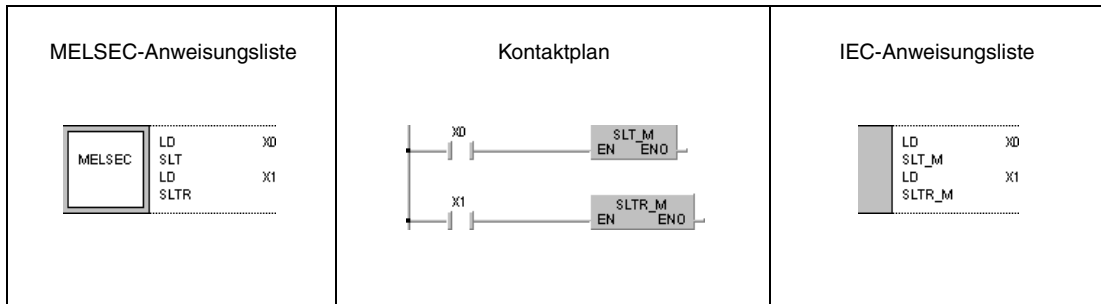 MELSEC-Anweisungsliste
MELSEC
LD X0
SLT
LD X1
SLTR
Kontaktplan
X0
SLT_M
EN ENO
X1
SLTR_M
EN ENO
IEC-Anweisungsliste
LD X0
SLT_M
LD X1
SLTR_M